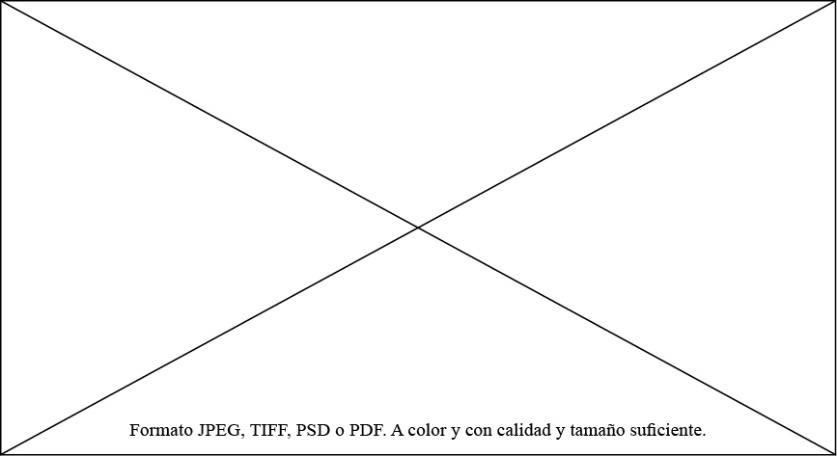 Formato JPEG, TIFF, PSD o PDF. A color y con calidad y tamaño suficiente.